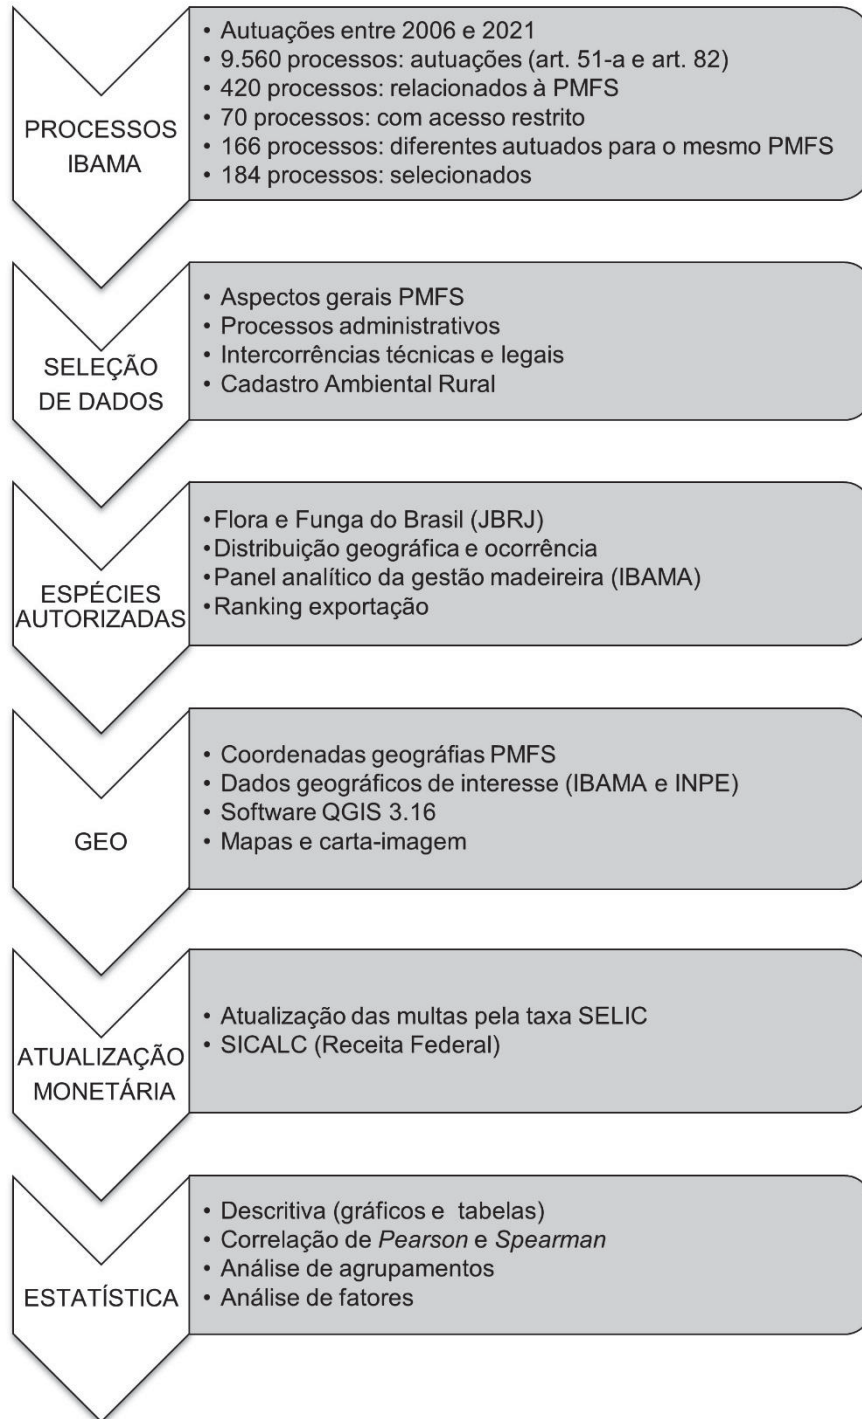 PROCESSOS
IBAMA
• Autuações entre 2006 e 2021
• 9.560 processos: autuações (art. 51-a e art. 82)
• 420 processos: relacionados à PMFS
• 70 processos: com acesso restrito
• 166 processos: diferentes autuados para o mesmo PMFS
• 184 processos: selecionados
SELEÇÃO
DE DADOS
• Aspectos gerais PMFS
• Processos administrativos
• Intercorrências técnicas e legais
• Cadastro Ambiental Rural
ESPÉCIES
AUTORIZADAS
•Flora e Funga do Brasil (JBRJ)
•Distribuição geográfica e ocorrência
•Panel analítico da gestão madeireira (IBAMA)
•Ranking exportação
GEO
• Coordenadas geográfias PMFS
• Dados geográficos de interesse (IBAMA e INPE)
• Software QGIS 3.16
• Mapas e carta-imagem
ATUALIZAÇÃO
MONETÁRIA
• Atualização das multas pela taxa SELIC
• SICALC (Receita Federal)
ESTATÍSTICA
• Descritiva (gráficos e tabelas)
• Correlação de Pearson e Spearman
• Análise de agrupamentos
• Análise de fatores